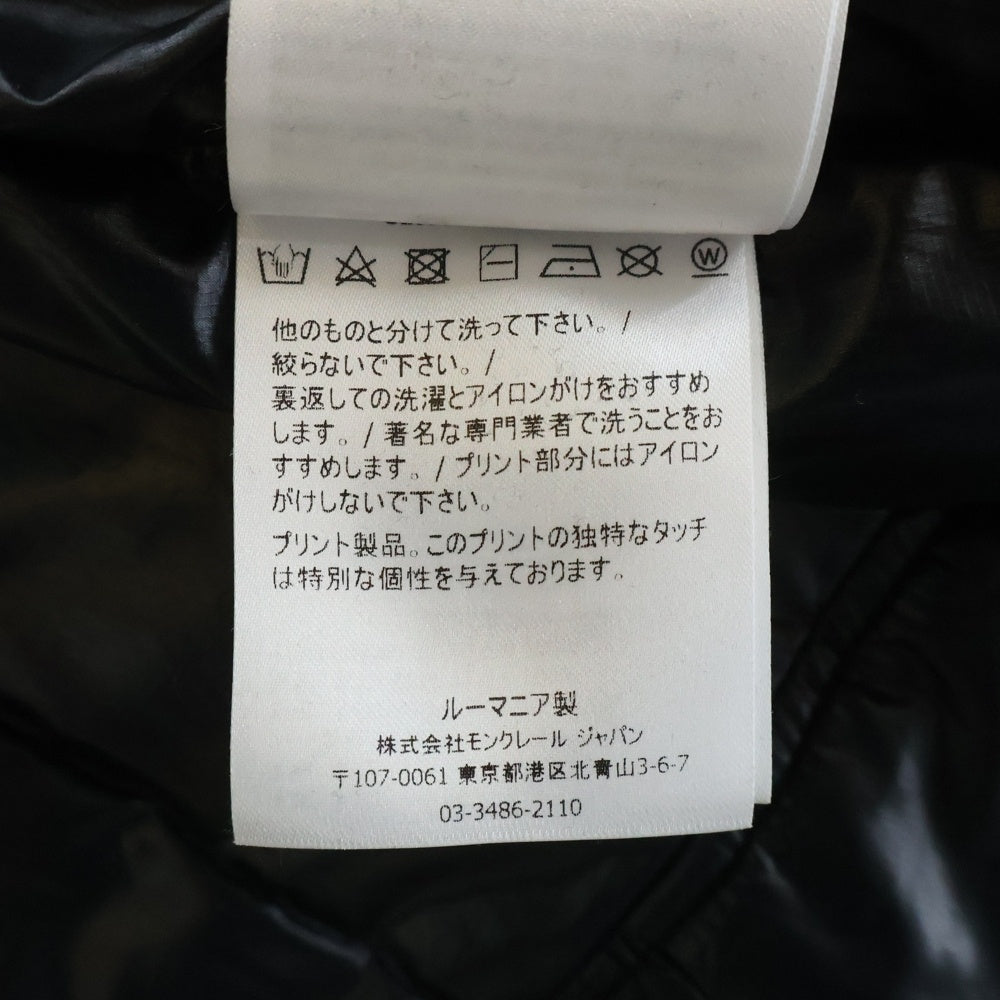 W
他のものと分けて洗って下さい。/
絞らないで下さい。/
裏返しての洗濯とアイロンがけをおすすめ
します。/ 著名な専門業者で洗うことをお
すすめします。/ プリント部分にはアイロン
がけしないで下さい。
プリント製品。このプリントの独特なタッチ
は特別な個性を与えております。
ルーマニア製
株式会社モンクレール ジャパン
〒107-0061 東京都港区北青山3-6-7
03-3486-2110